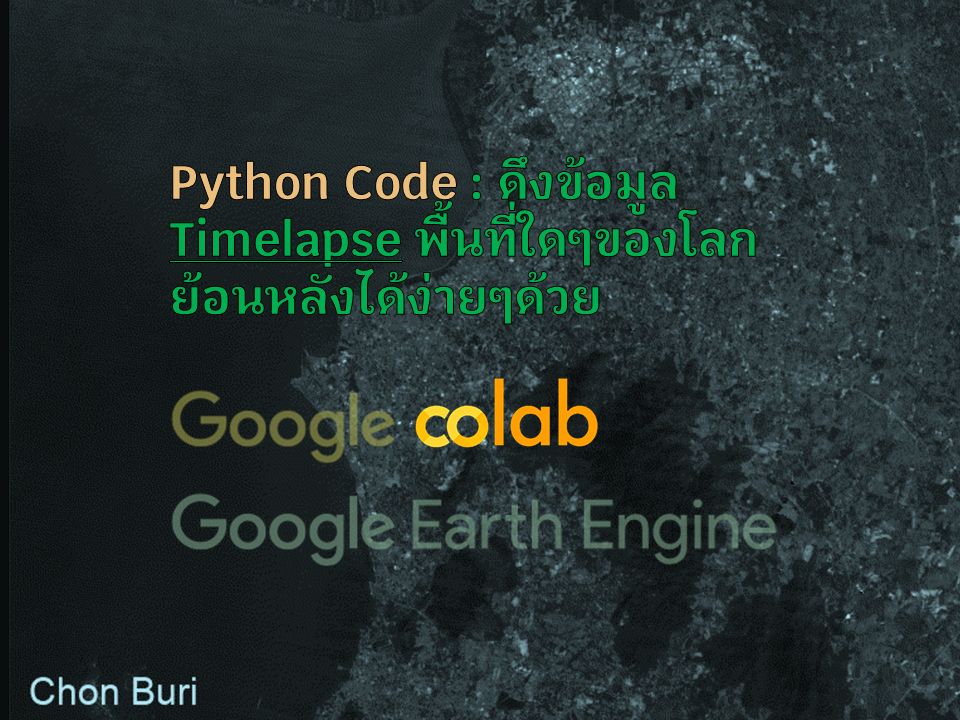 Python Code : ดึงข้อมูล
Timelapse พื้นที่ใดๆของโลก
ย้อนหลังได้ง่ายๆด้วย
Google colab
Google Earth Engine
Chon Buri